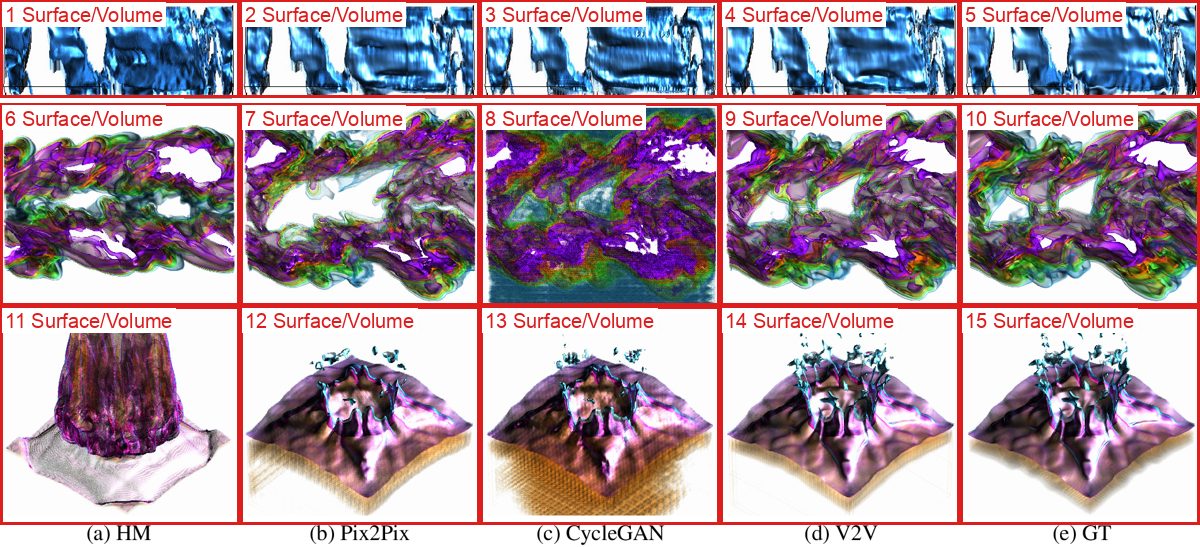 1 Surface/Volume
2 Surface/Volume
3 Surface/Volume
4 Surface/Volume
5 Surface/Volume
6 Surface/Volume
7 Surface/Volume
8 Surface/Volume
9 Surface/Volume
10 Surface/Volume
11 Surface/Volume
12 Surface/Volume
13 Surface/Volume
14 Surface/Volume
15 Surface/Volume
(a) HM
(b) Pix2Pix
(c) CycleGAN
(d) V2V
(e) GT